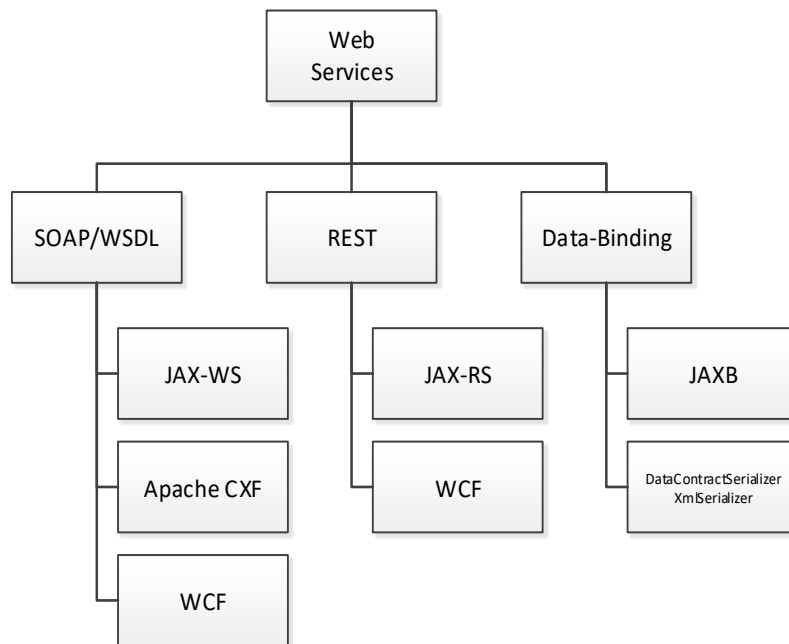 Web
Services
SOAP/WSDL
REST
Data-Binding
JAX-WS
JAX-RS
JAXB
Apache CXF
WCF
DataContractSerializer
XmlSerializer
WCF